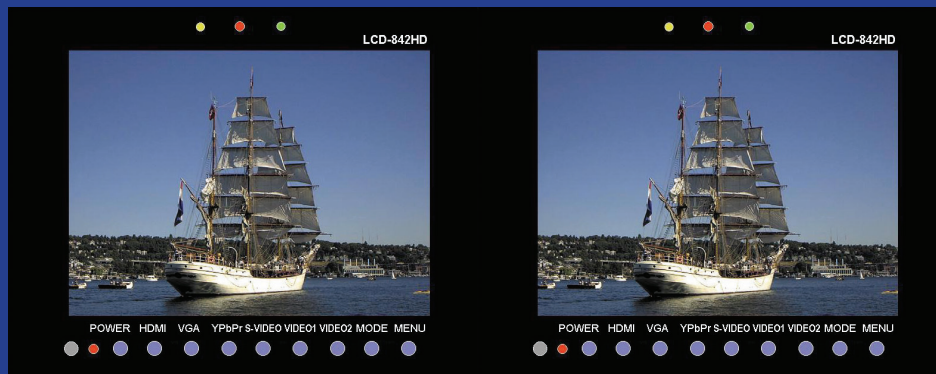 LCD-842HD
POWER HDMI VGA YPbPr S-VIDEO VIDEO1 VIDEO2 MODE MENU
LCD-842HD
POWER HDMI VGA YPbPr S-VIDEO VIDEO1 VIDEO2 MODE MENU